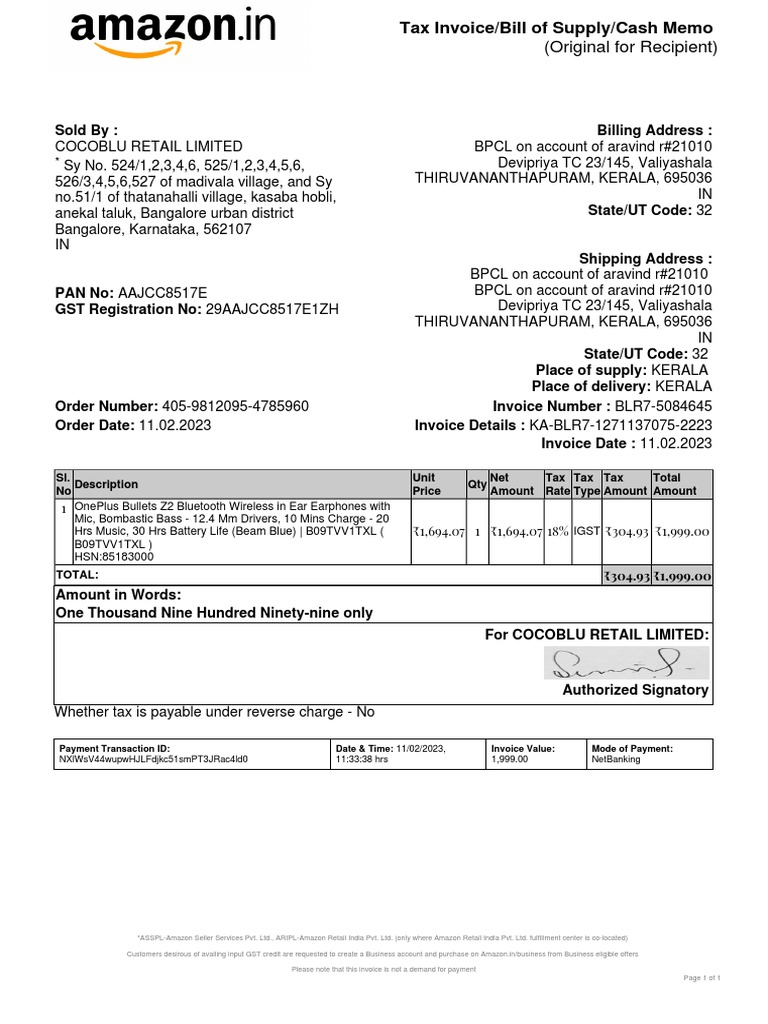 amazon.in
Tax Invoice/Bill of Supply/Cash Memo
(Original for Recipient)
Sold By :
COCOBLU RETAIL LIMITED
* Sy No. 524/1,2,3,4,6, 525/1,2,3,4,5,6,
526/3,4,5,6,527 of madivala village, and Sy
no.51/1 of thatanahalli village, kasaba hobli,
anekal taluk, Bangalore urban district
Bangalore, Karnataka, 562107
IN
PAN No: AAJCC8517E
GST Registration No: 29AAJCC8517E1ZH
Billing Address :
BPCL on account of aravind r#21010
Devipriya TC 23/145, Valiyashala
THIRUVANANTHAPURAM, KERALA, 695036
IN
State/UT Code: 32
Shipping Address :
BPCL on account of aravind r#21010
BPCL on account of aravind r#21010
Devipriya TC 23/145, Valiyashala
THIRUVANANTHAPURAM, KERALA, 695036
IN
State/UT Code: 32
Place of supply: KERALA
Place of delivery: KERALA
Order Number: 405-9812095-4785960
Order Date: 11.02.2023
Invoice Number : BLR7-5084645
Invoice Details : KA-BLR7-1271137075-2223
Invoice Date : 11.02.2023
Sl. No Description Unit Price Qty Net Amount Tax Rate Tax Type Tax Amount Total Amount
1 OnePlus Bullets Z2 Bluetooth Wireless in Ear Earphones with
Mic, Bombastic Bass - 12.4 Mm Drivers, 10 Mins Charge - 20
Hrs Music, 30 Hrs Battery Life (Beam Blue) | B09TVV1TXL (
B09TVV1TXL )
HSN:85183000
₹1,694.07 1 ₹1,694.07 18% IGST ₹304.93 ₹1,999.00
TOTAL: ₹304.93 ₹1,999.00
Amount in Words:
One Thousand Nine Hundred Ninety-nine only
For COCOBLU RETAIL LIMITED:
Authorized Signatory
Whether tax is payable under reverse charge - No
Payment Transaction ID:
NXlWsV44wupwHJLFdjkc51smPT3JRac4ld0
Date & Time: 11/02/2023,
11:33:38 hrs
Invoice Value:
1,999.00
Mode of Payment:
NetBanking
*ASSPL-Amazon Seller Services Pvt. Ltd., ARIPL-Amazon Retail India Pvt. Ltd. (only where Amazon Retail India Pvt. Ltd. fulfillment center is co-located)
Customers desirous of availing input GST credit are requested to create a Business account and purchase on Amazon.in/business from Business eligible offers
Please note that this invoice is not a demand for payment
Page 1 of 1